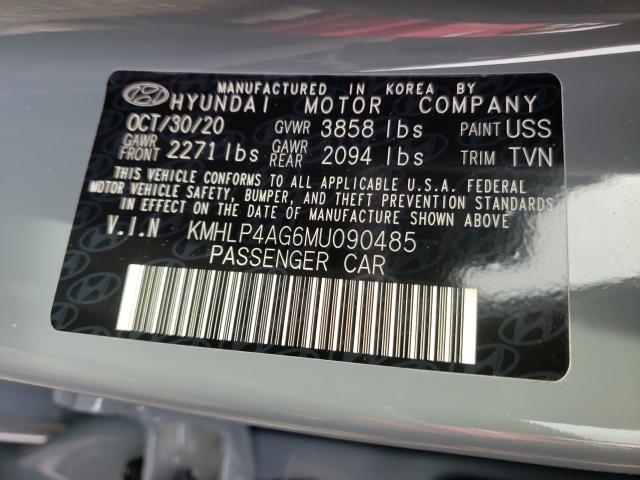 MANUFACTURED IN KOREA BY
HYUNDAI MOTOR COMPANY
OCT/30/20 GVWR 3858 lbs PAINT USS
GAWR FRONT 2271 lbs GAWR REAR 2094 lbs TRIM TVN
THIS VEHICLE CONFORMS TO ALL APPLICABLE U.S.A. FEDERAL
MOTOR VEHICLE SAFETY, BUMPER, AND THEFT PREVENTION STANDARDS
IN EFFECT ON THE DATE OF MANUFACTURE SHOWN ABOVE.
V.I.N KMHLP4AG6MU090485
PASSENGER CAR